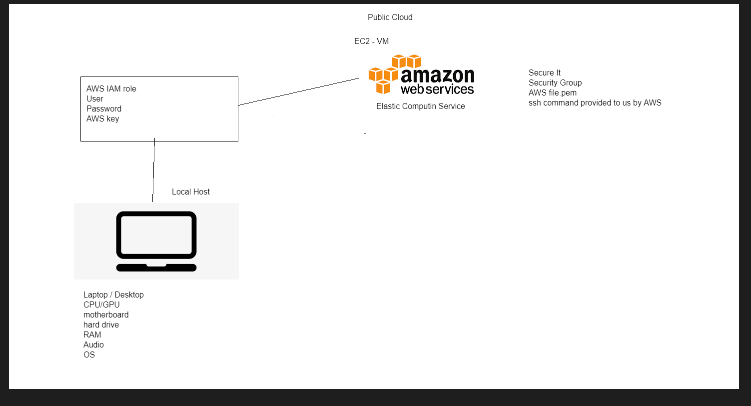 Public Cloud
EC2 - VM
amazon
webservices
Elastic Computin Service
Secure It
Security Group
AWS file.pem
ssh command provided to us by AWS
AWS IAM role
User
Password
AWS key
Local Host
Laptop / Desktop
CPU/GPU
motherboard
hard drive
RAM
Audio
OS